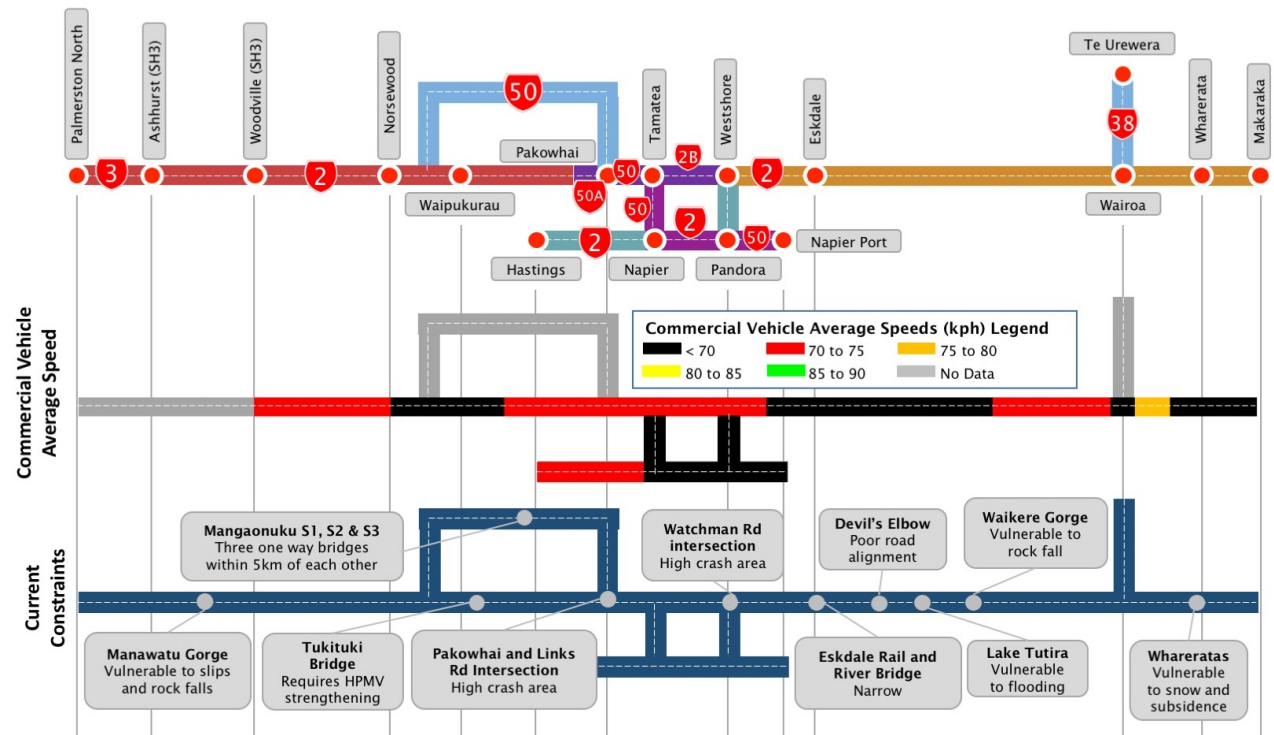 Palmerston North
Ashhurst (SH3)
Woodville (SH3)
Norsewood
Tamatea
Westshore
Eskdale
Te Urewera
Wharerata
Makaraka
50
Pakowhai
38
3
2
50
2B
2
50A
50
2
2
50
Waipukurau
Wairoa
Napier Port
Hastings
Napier
Pandora
Commercial Vehicle
Average Speed
Commercial Vehicle Average Speeds (kph) Legend
< 70
70 to 75
75 to 80
80 to 85
85 to 90
No Data
Current
Constraints
Mangaonuku S1, S2 & S3
Three one way bridges
within 5km of each other
Watchman Rd
intersection
High crash area
Devil's Elbow
Poor road
alignment
Waikere Gorge
Vulnerable to
rock fall
Manawatu Gorge
Vulnerable to slips
and rock falls
Tukituki
Bridge
Requires HPMV
strengthening
Pakowhai and Links
Rd Intersection
High crash area
Eskdale Rail and
River Bridge
Narrow
Lake Tutira
Vulnerable
to flooding
Whareratas
Vulnerable
to snow and
subsidence